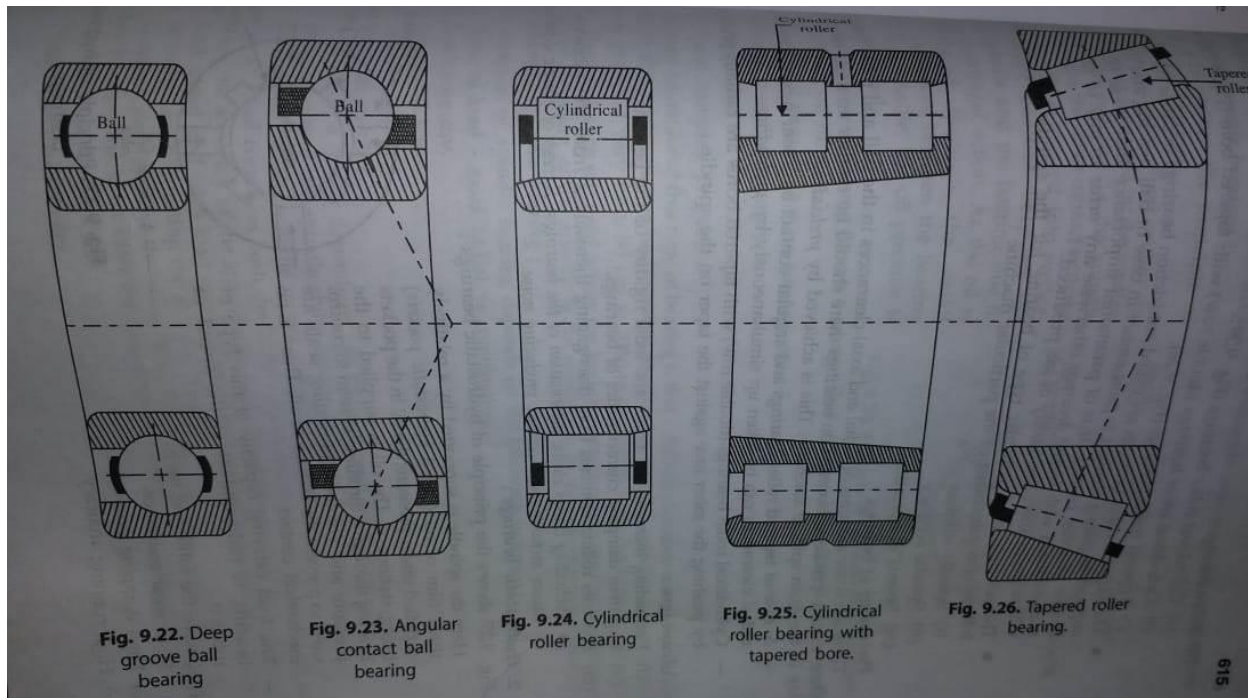 Ball
Ball
Cylindrical
roller
Cylindrical
roller
Tapered
roller
Fig. 9.22. Deep
groove ball
bearing
Fig. 9.23. Angular
contact ball
bearing
Fig. 9.24. Cylindrical
roller bearing
Fig. 9.25. Cylindrical
roller bearing with
tapered bore.
Fig. 9.26. Tapered roller
bearing.
615